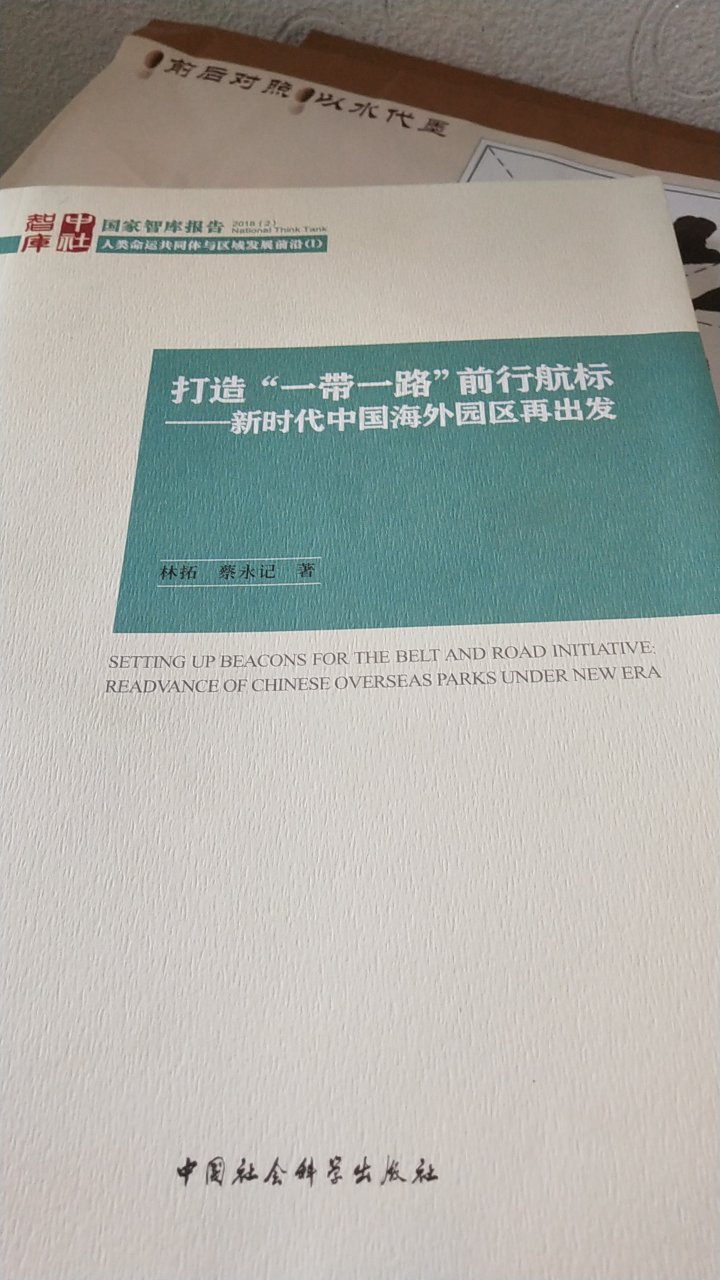 前后对照 以水代墨
智库
中社
国家智库报告 2018（2） National Think Tank
人类命运共同体与区域发展前沿（1）
打造“一带一路”前行航标
——新时代中国海外园区再出发
林拓 蔡永记 著
SETTING UP BEACONS FOR THE BELT AND ROAD INITIATIVE:
READVANCE OF CHINESE OVERSEAS PARKS UNDER NEW ERA
中国社会科学出版社